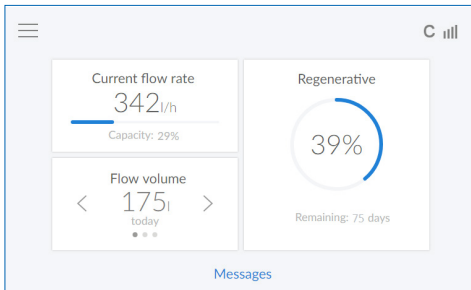 C
Current flow rate
342l/h
Capacity: 29%
Flow volume
175l
today
Regenerative
39%
Remaining: 75 days
Messages